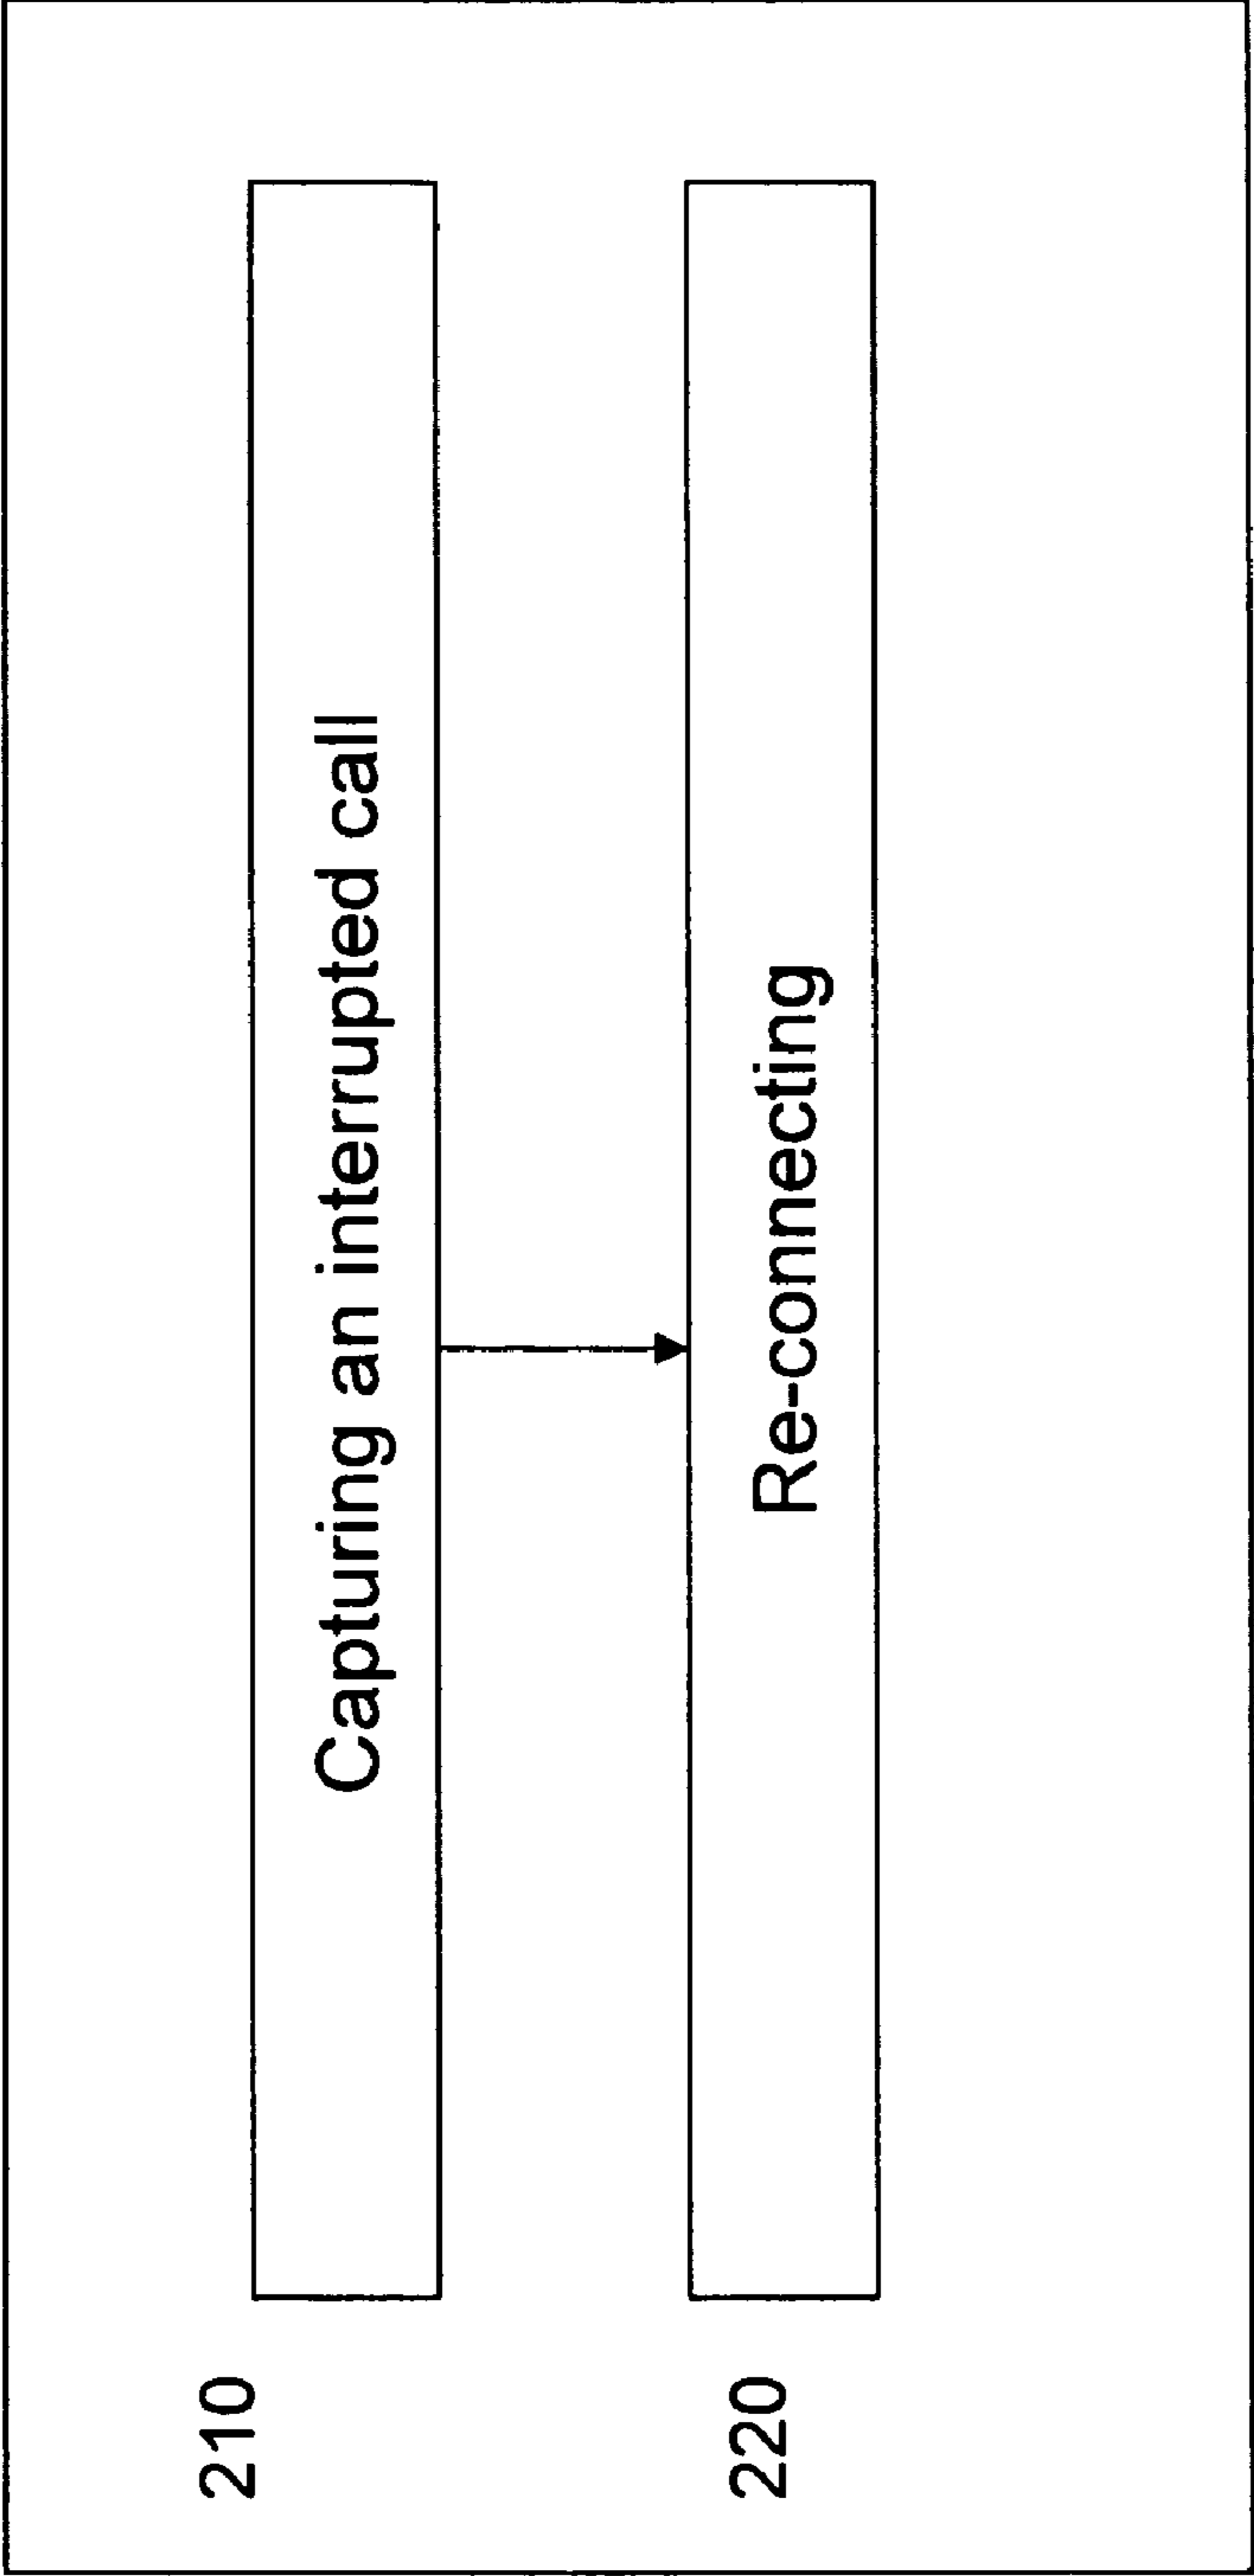 210
Capturing an interrupted call
220
Re-connecting